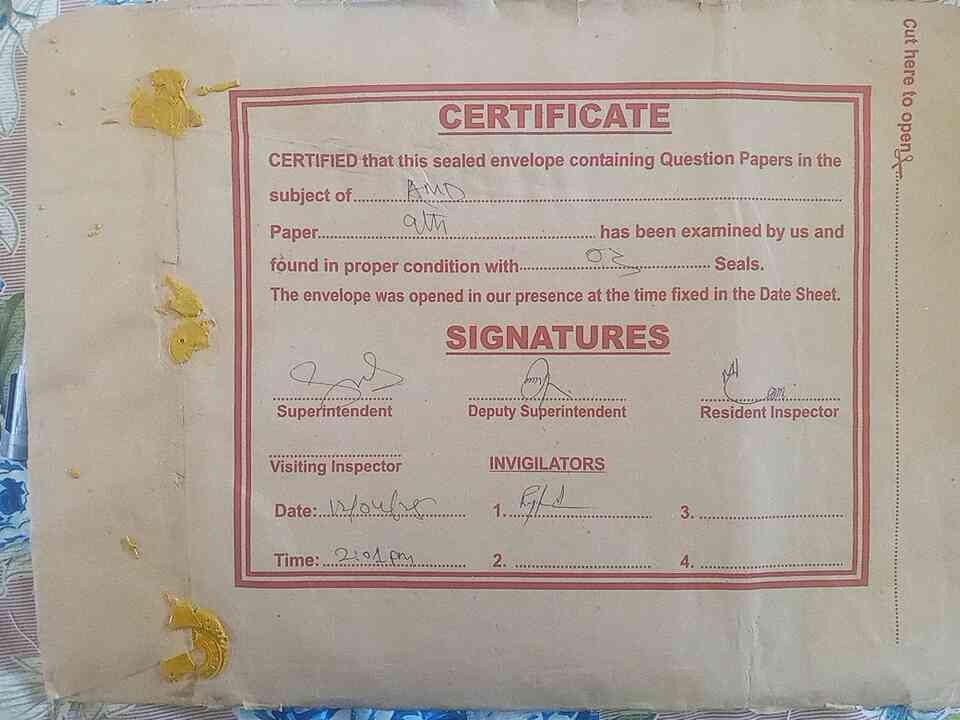 CERTIFICATE
CERTIFIED that this sealed envelope containing Question Papers in the
subject of AMD
Paper 9th has been examined by us and
found in proper condition with 03 Seals.
The envelope was opened in our presence at the time fixed in the Date Sheet.
SIGNATURES
Superintendent Deputy Superintendent Resident Inspector
Visiting Inspector INVIGILATORS
Date: 1. 3.
Time: 2:01 pm 2. 4.
Cut here to open